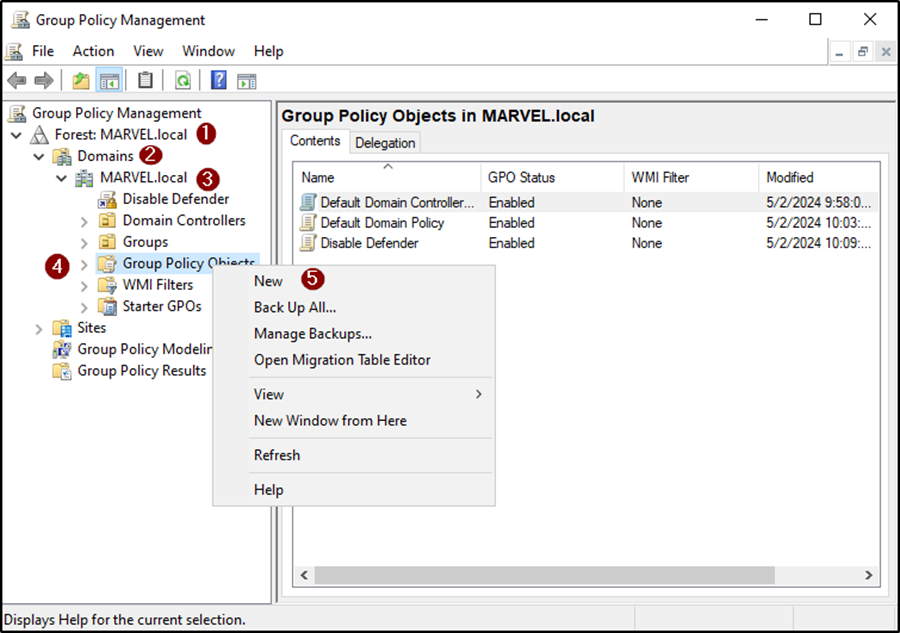 Group Policy Management
File Action View Window Help
Group Policy Management
Forest: MARVEL.local 1
Domains 2
MARVEL.local 3
Disable Defender
Domain Controllers
Groups
4 Group Policy Objects
WMI Filters
Starter GPOs
Sites
Group Policy Modelin
Group Policy Results
New 5
Back Up All...
Manage Backups...
Open Migration Table Editor
View
New Window from Here
Refresh
Help
Group Policy Objects in MARVEL.local
Contents Delegation
Name GPO Status WMI Filter Modified
Default Domain Controller... Enabled None 5/2/2024 9:58:0...
Default Domain Policy Enabled None 5/2/2024 10:03:...
Disable Defender Enabled None 5/2/2024 10:09:...
Displays Help for the current selection.